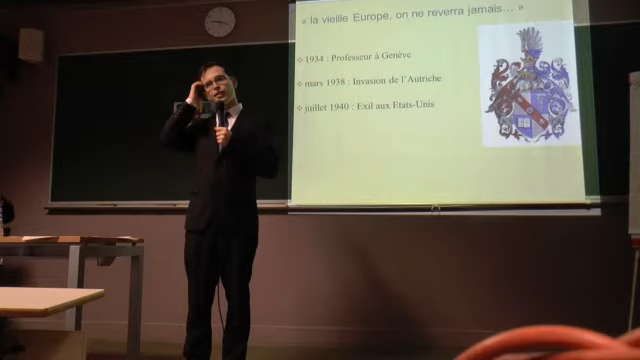 « la vieille Europe, on ne reverra jamais… »
1934 : Professeur à Genève
mars 1938 : Invasion de l’Autriche
juillet 1940 : Exil aux Etats-Unis